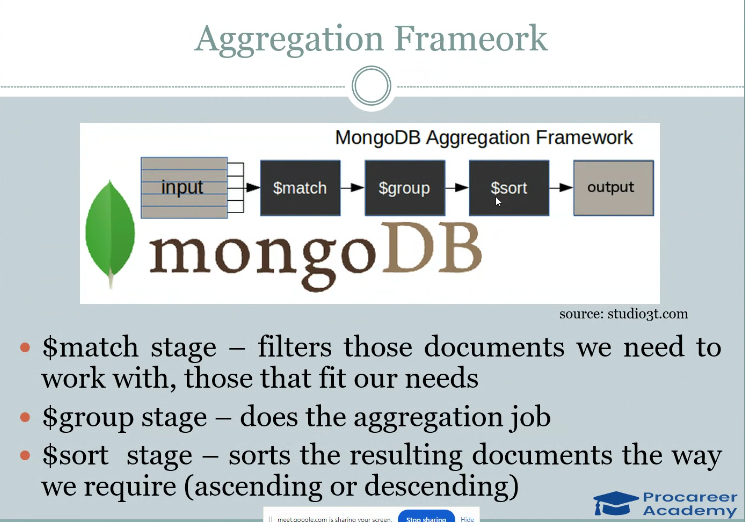 Aggregation Frameork
MongoDB Aggregation Framework
input
$match
$group
$sort
output
mongoDB
source: studio3t.com
$match stage – filters those documents we need to
work with, those that fit our needs
$group stage – does the aggregation job
$sort stage – sorts the resulting documents the way
we require (ascending or descending)
Procareer
Academy
meet.google.com is sharing your screen.
Stop sharing
Hide